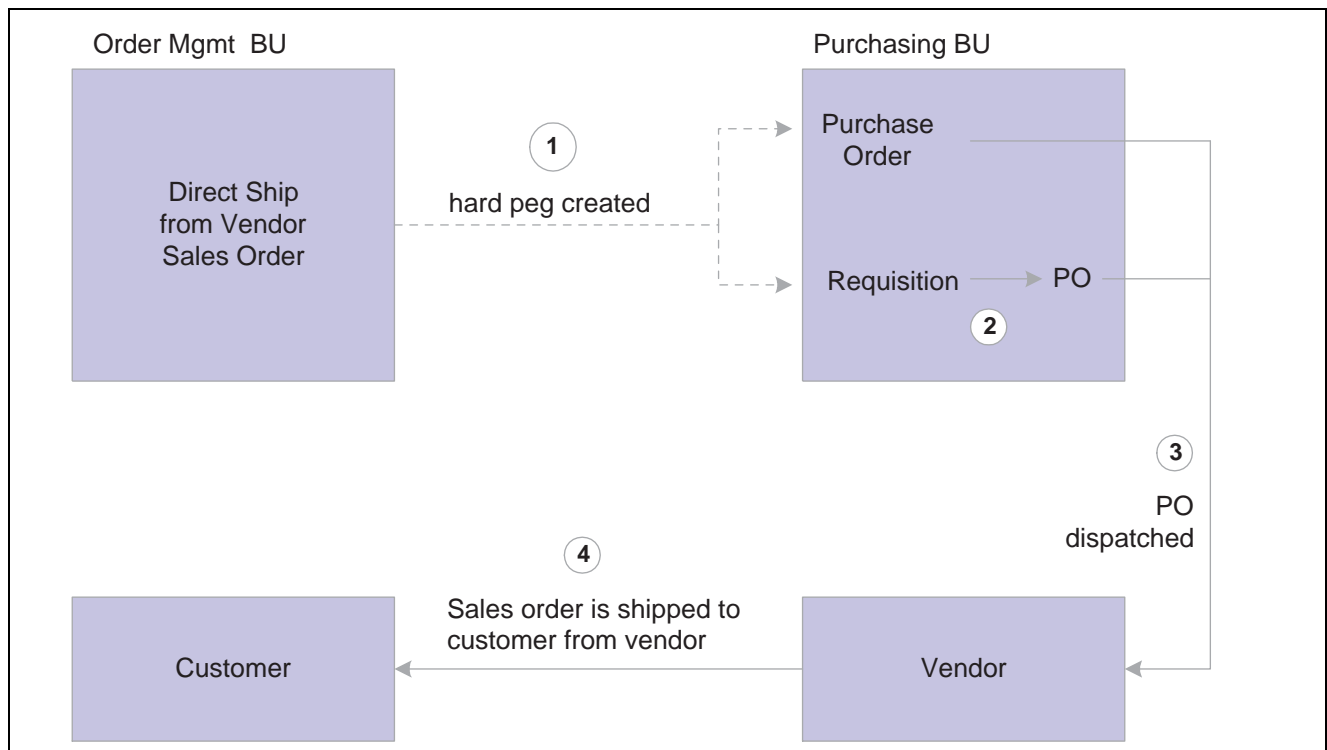 Order Mgmt BU
Purchasing BU
Direct Ship
from Vendor
Sales Order
1
hard peg created
Purchase
Order
Requisition
PO
2
3
PO
dispatched
4
Sales order is shipped to
customer from vendor
Customer
Vendor